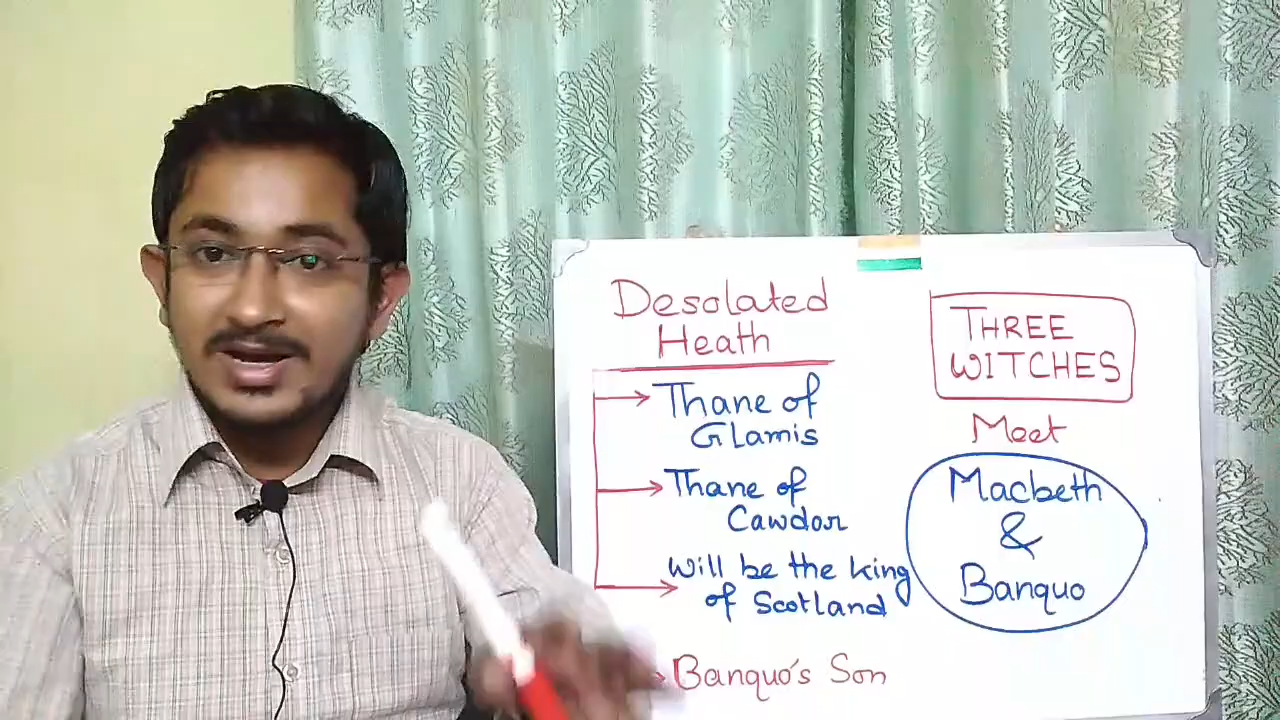 Desolated
Heath
Thane of
Glamis
Thane of
Cawdor
Will be the king
of Scotland
Banquo's Son
THREE
WITCHES
Meet
Macbeth
&
Banquo